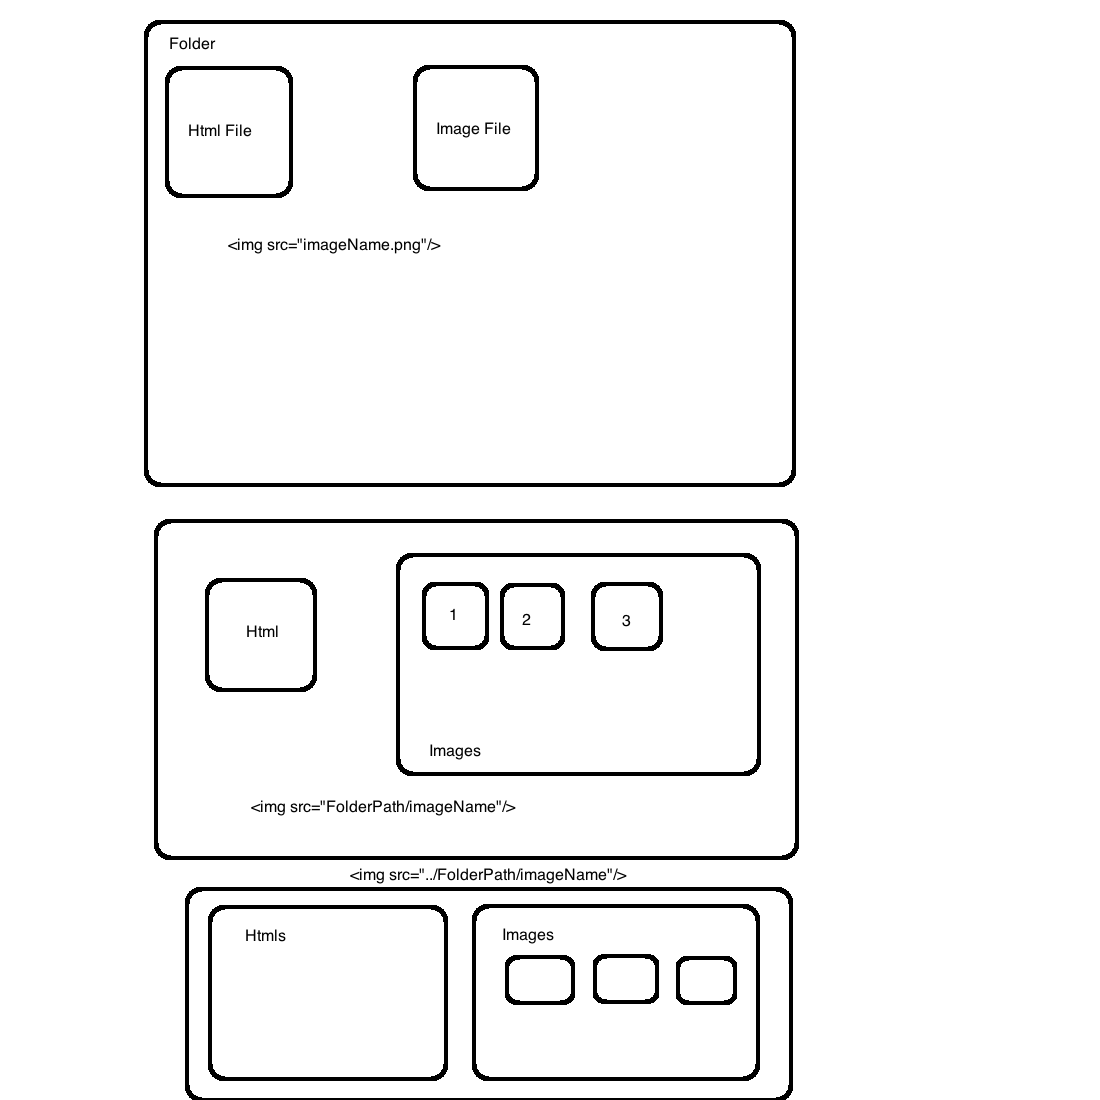 Folder
Html File
Image File
<img src="imageName.png"/>
1
2
3
Html
Images
<img src="FolderPath/imageName"/>
<img src="../FolderPath/imageName"/>
Htmls
Images